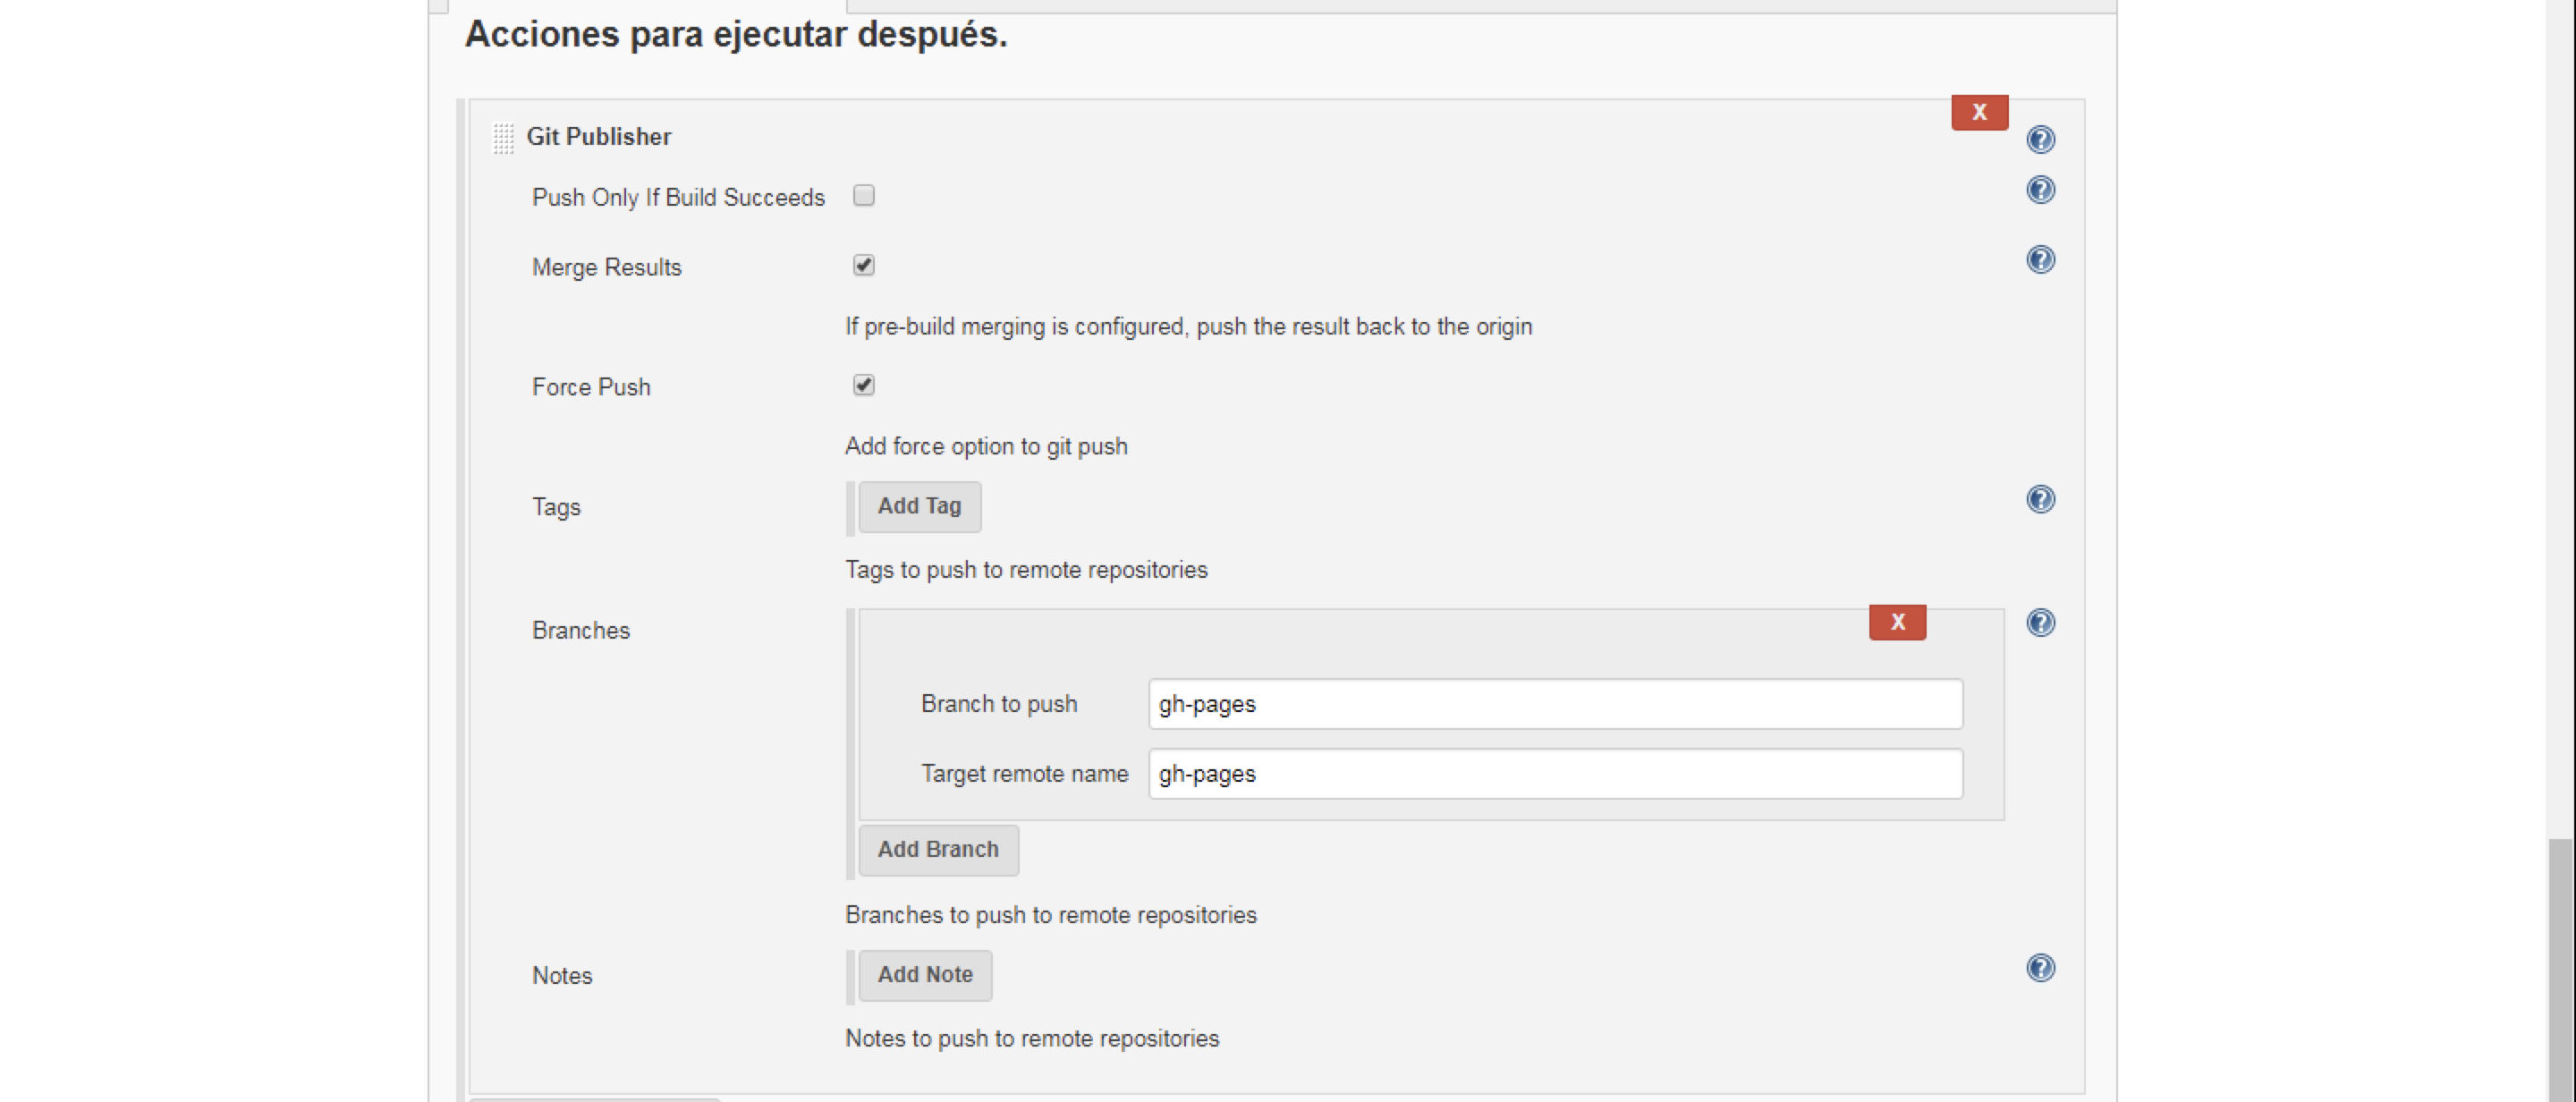 Acciones para ejecutar después.
X
Git Publisher
Push Only If Build Succeeds
Merge Results
If pre-build merging is configured, push the result back to the origin
Force Push
Add force option to git push
Tags
Add Tag
Tags to push to remote repositories
Branches
X
Branch to push
gh-pages
Target remote name
gh-pages
Add Branch
Branches to push to remote repositories
Notes
Add Note
Notes to push to remote repositories